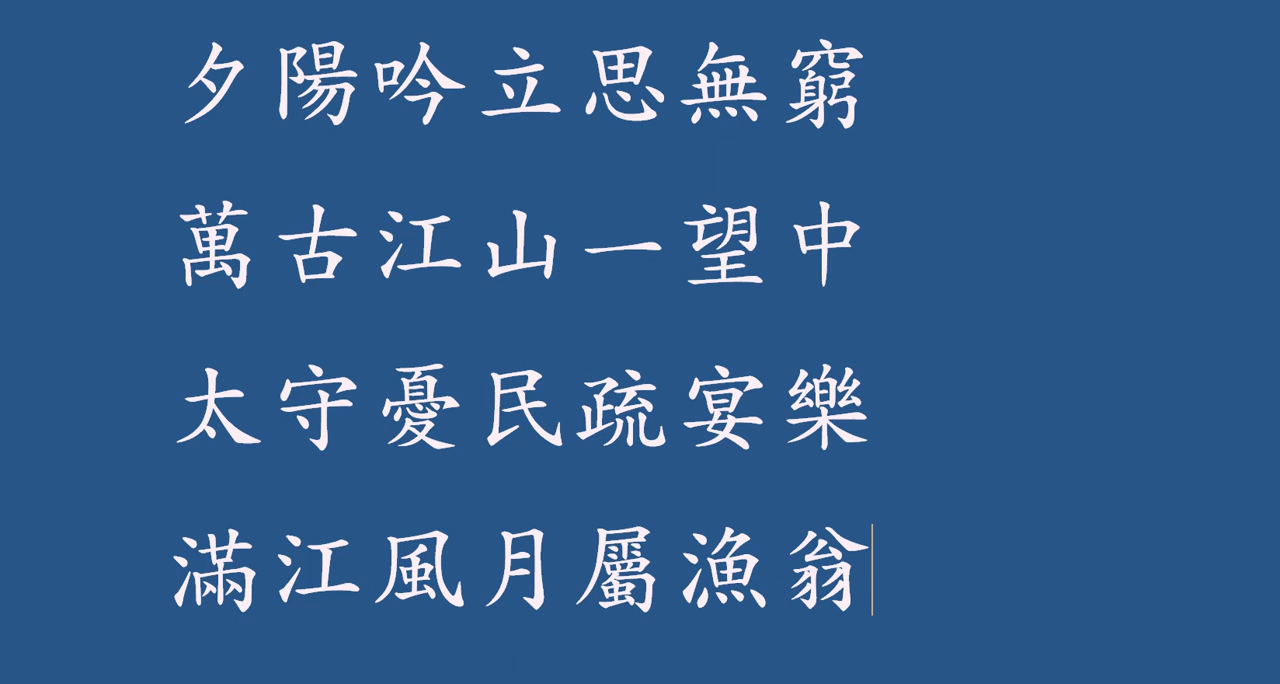 夕陽吟立思無窮
萬古江山一望中
太守憂民疏宴樂
滿江風月屬漁翁